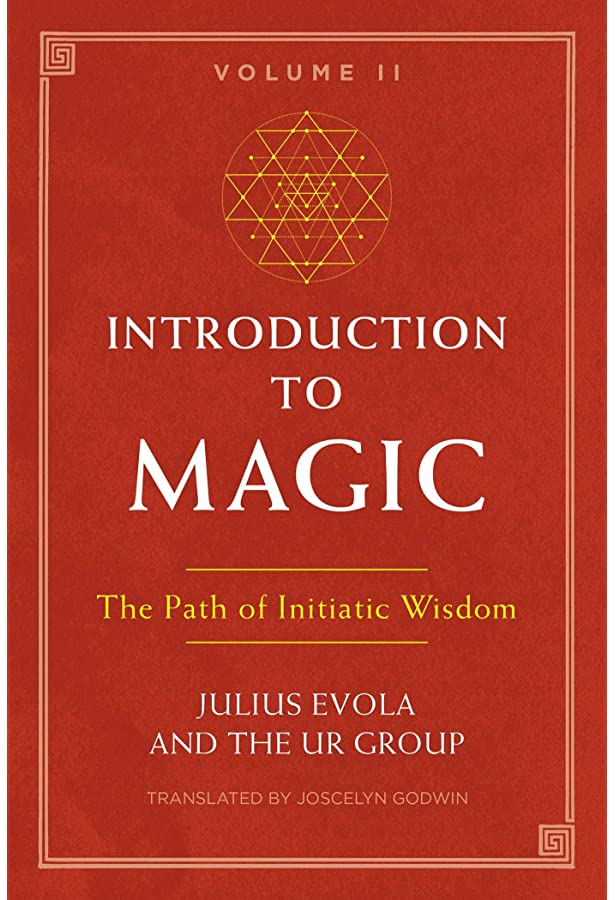 VOLUME II
INTRODUCTION
TO
MAGIC
The Path of Initiatic Wisdom
JULIUS EVOLA
AND THE UR GROUP
TRANSLATED BY JOSCELYN GODWIN